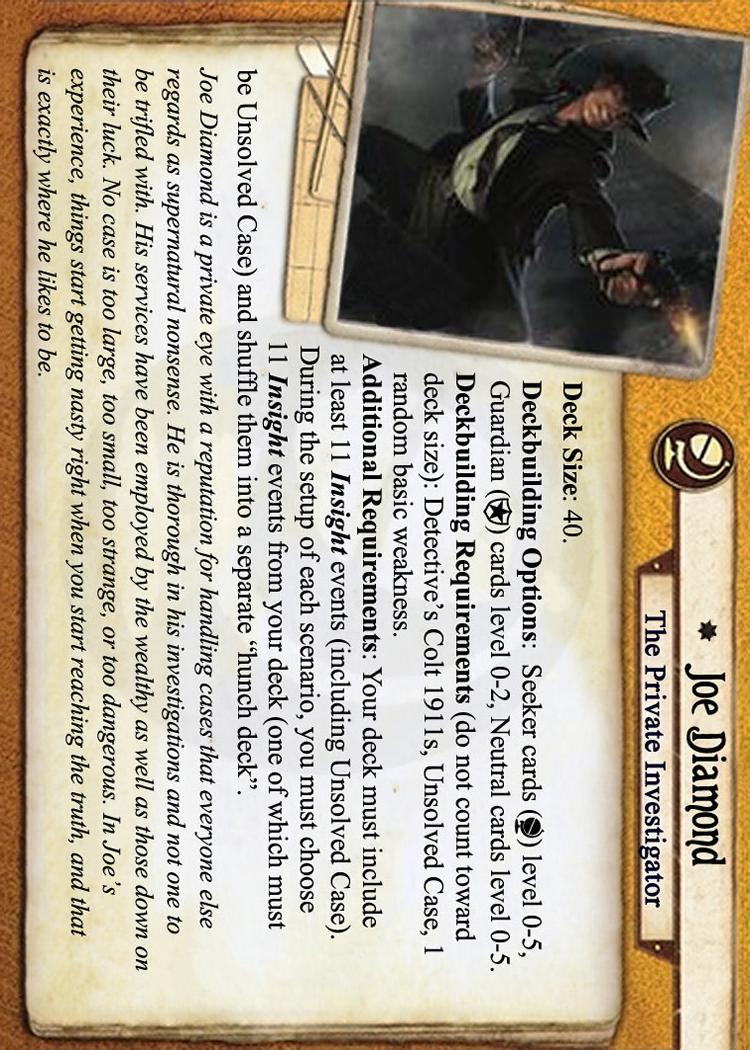 Joe Diamond
The Private Investigator
Deck Size: 40.
Deckbuilding Options: Seeker cards () level 0-5,
Guardian () cards level 0-2, Neutral cards level 0-5.
Deckbuilding Requirements (do not count toward
deck size): Detective’s Colt 1911s, Unsolved Case, 1
random basic weakness.
Additional Requirements: Your deck must include
at least 11 Insight events (including Unsolved Case).
During the setup of each scenario, you must choose
11 Insight events from your deck (one of which must
be Unsolved Case) and shuffle them into a separate “hunch deck”.
Joe Diamond is a private eye with a reputation for handling cases that everyone else
regards as supernatural nonsense. He is thorough in his investigations and not one to
be trifled with. His services have been employed by the wealthy as well as those down on
their luck. No case is too large, too small, too strange, or too dangerous. In Joe’s
experience, things start getting nasty right when you start reaching the truth, and that
is exactly where he likes to be.